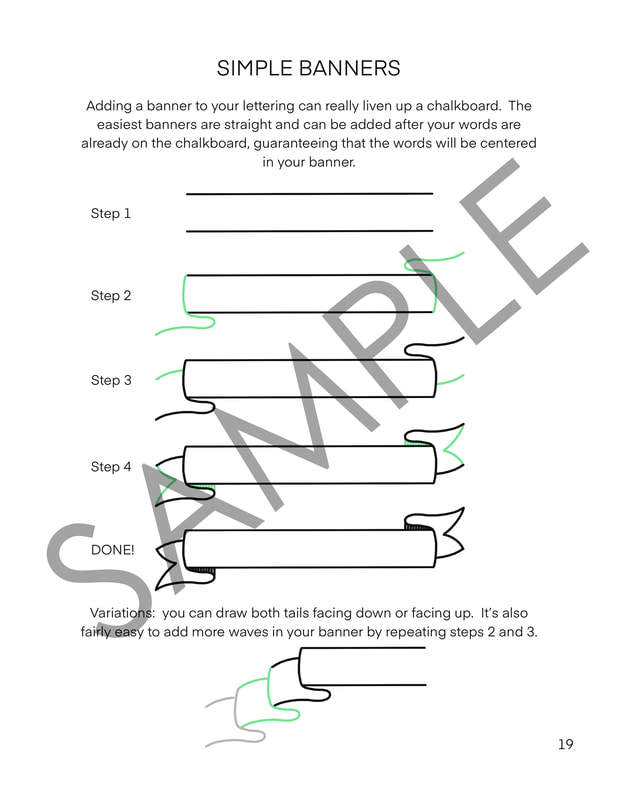 SIMPLE BANNERS
Adding a banner to your lettering can really liven up a chalkboard.  The
easiest banners are straight and can be added after your words are
already on the chalkboard, guaranteeing that the words will be centered
in your banner.
Step 1
Step 2
Step 3
Step 4
DONE!
SAMPLE
Variations:  you can draw both tails facing down or facing up.  It's also
fairly easy to add more waves in your banner by repeating steps 2 and 3.
19